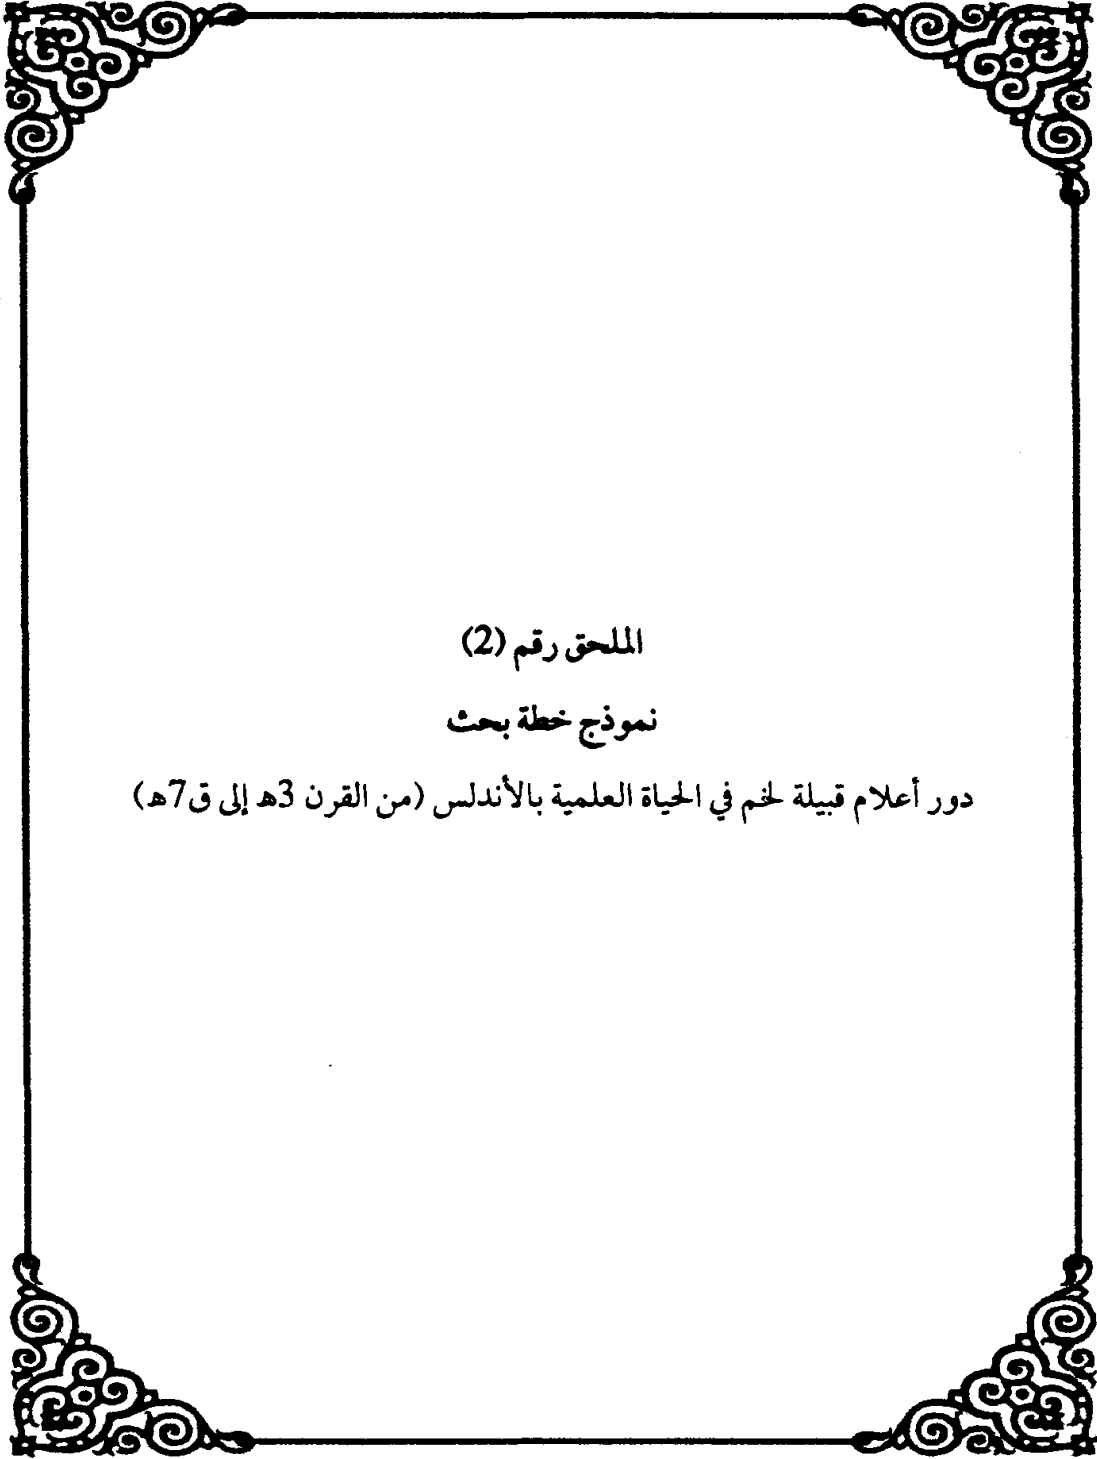 الملحق رقم (2)
نموذج خطة بحث
دور أعلام قبيلة لخم في الحياة العلمية بالأندلس (من القرن 3هـ إلى ق7هـ)